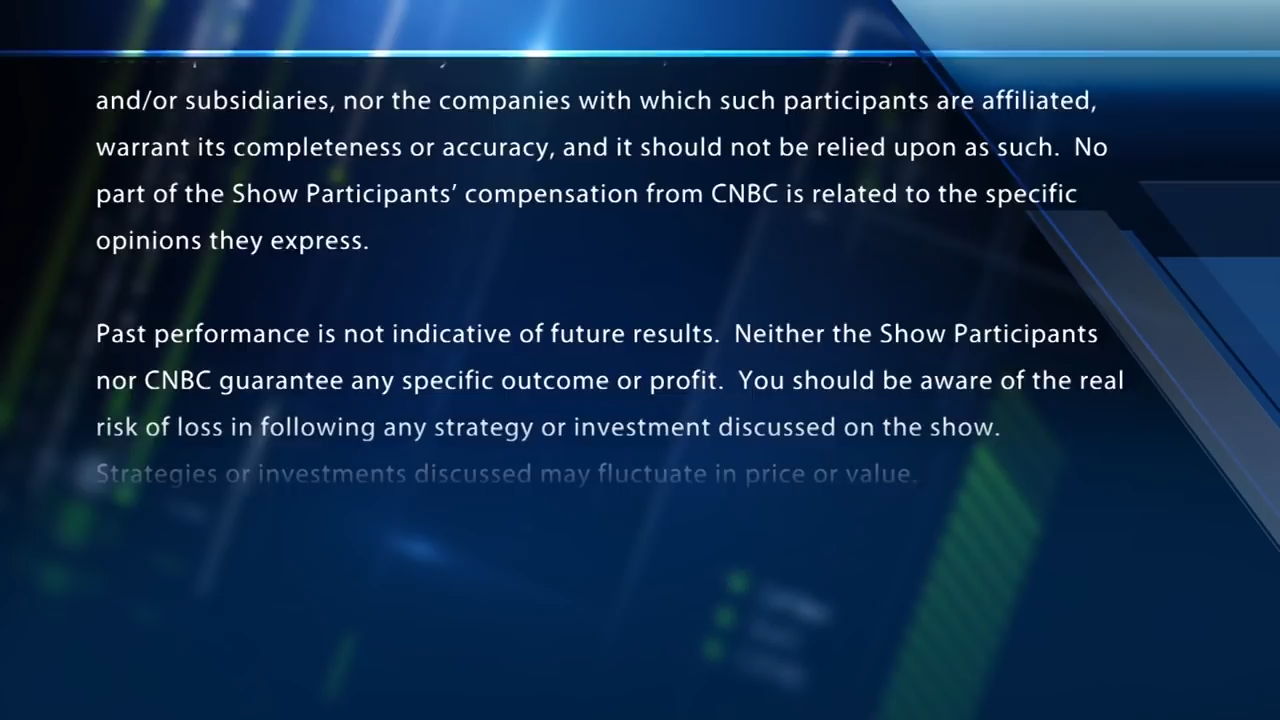 and/or subsidiaries, nor the companies with which such participants are affiliated,
warrant its completeness or accuracy, and it should not be relied upon as such.  No
part of the Show Participants’ compensation from CNBC is related to the specific
opinions they express.
Past performance is not indicative of future results.  Neither the Show Participants
nor CNBC guarantee any specific outcome or profit.  You should be aware of the real
risk of loss in following any strategy or investment discussed on the show.
Strategies or investments discussed may fluctuate in price or value.